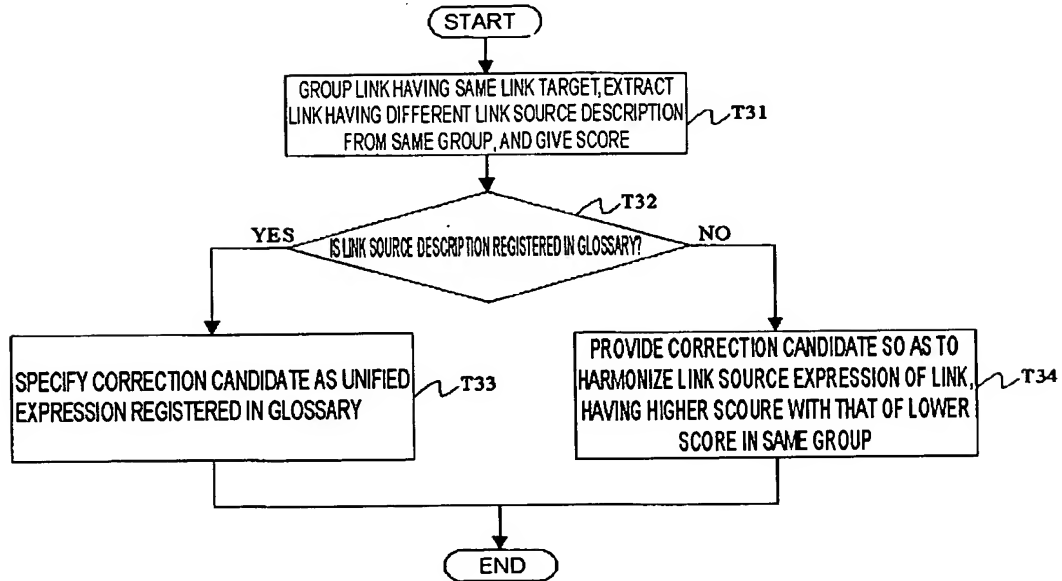 START
GROUP LINK HAVING SAME LINK TARGET, EXTRACT
LINK HAVING DIFFERENT LINK SOURCE DESCRIPTION
FROM SAME GROUP, AND GIVE SCORE
T31
T32
YES
IS LINK SOURCE DESCRIPTION REGISTERED IN GLOSSARY?
NO
SPECIFY CORRECTION CANDIDATE AS UNIFIED
EXPRESSION REGISTERED IN GLOSSARY
T33
PROVIDE CORRECTION CANDIDATE SO AS TO
HARMONIZE LINK SOURCE EXPRESSION OF LINK,
HAVING HIGHER SCOURE WITH THAT OF LOWER
SCORE IN SAME GROUP
T34
END